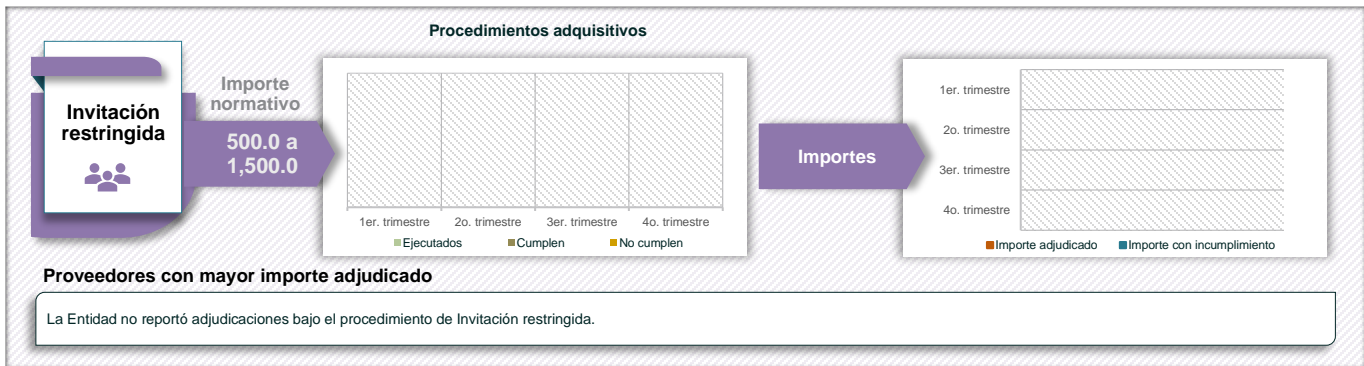 Procedimientos adquisitivos
Invitación
restringida
Importe
normativo
500.0 a
1,500.0
1er. trimestre 2o. trimestre 3er. trimestre 4o. trimestre
Ejecutados Cumplen No cumplen
Importes
1er. trimestre
2o. trimestre
3er. trimestre
4o. trimestre
Importe adjudicado Importe con incumplimiento
Proveedores con mayor importe adjudicado
La Entidad no reportó adjudicaciones bajo el procedimiento de Invitación restringida.